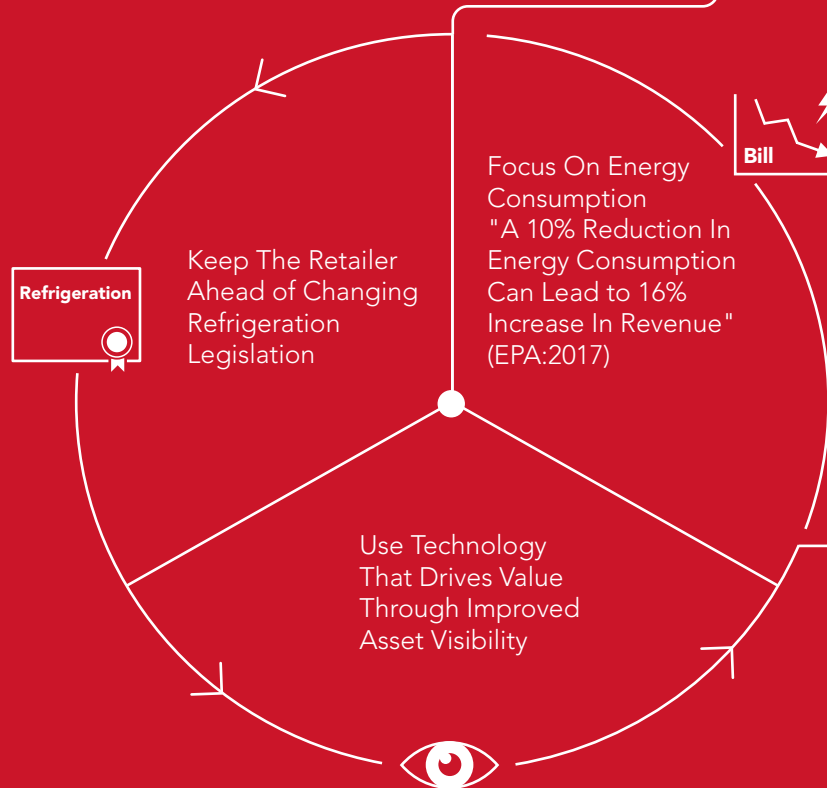 Bill
Focus On Energy
Consumption
"A 10% Reduction In
Energy Consumption
Can Lead to 16%
Increase In Revenue"
(EPA:2017)
Keep The Retailer
Ahead of Changing
Refrigeration
Legislation
Refrigeration
Use Technology
That Drives Value
Through Improved
Asset Visibility